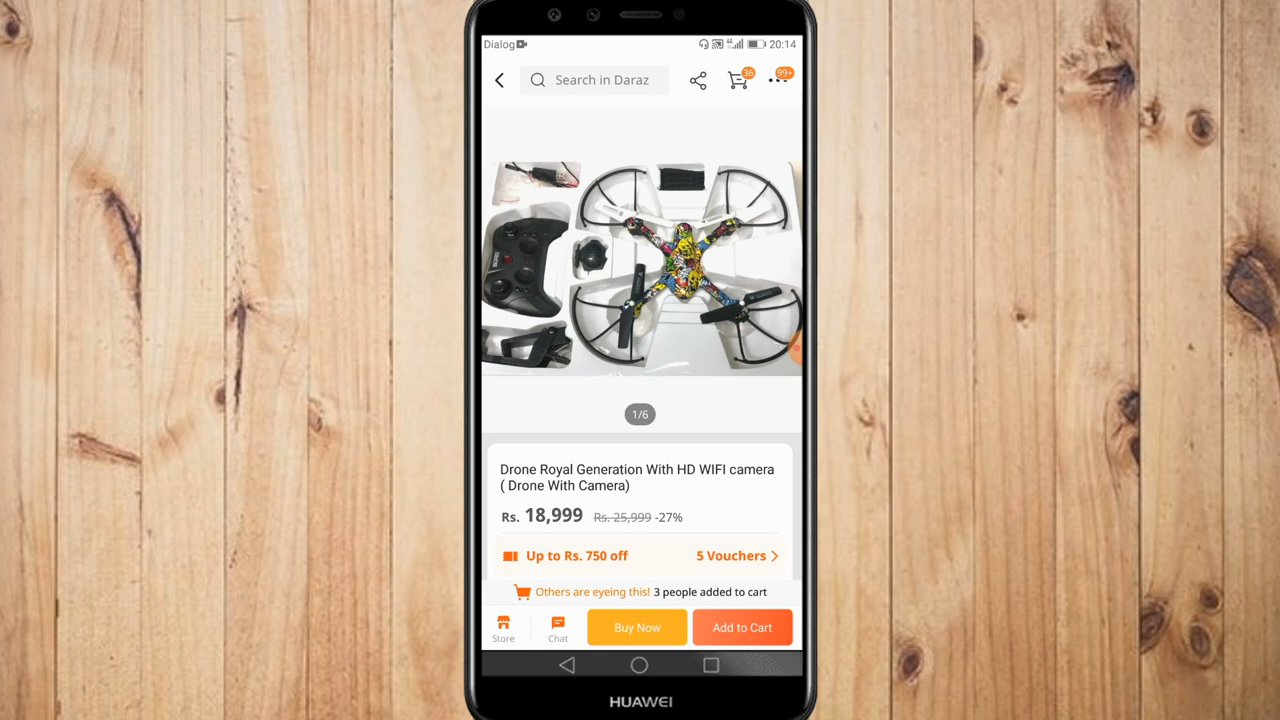 Dialog
4G
20:14
Search in Daraz
36
99+
1/6
Drone Royal Generation With HD WIFI camera
( Drone With Camera)
Rs. 18,999 Rs. 25,999 -27%
Up to Rs. 750 off
5 Vouchers
Others are eyeing this! 3 people added to cart
Store
Chat
Buy Now
Add to Cart
HUAWEI